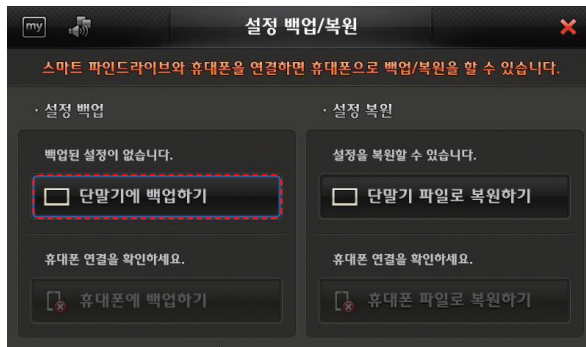 my
설정 백업/복원
스마트 파인드라이브와 휴대폰을 연결하면 휴대폰으로 백업/복원을 할 수 있습니다.
· 설정 백업
백업된 설정이 없습니다.
단말기에 백업하기
휴대폰 연결을 확인하세요.
휴대폰에 백업하기
· 설정 복원
설정을 복원할 수 있습니다.
단말기 파일로 복원하기
휴대폰 연결을 확인하세요.
휴대폰 파일로 복원하기